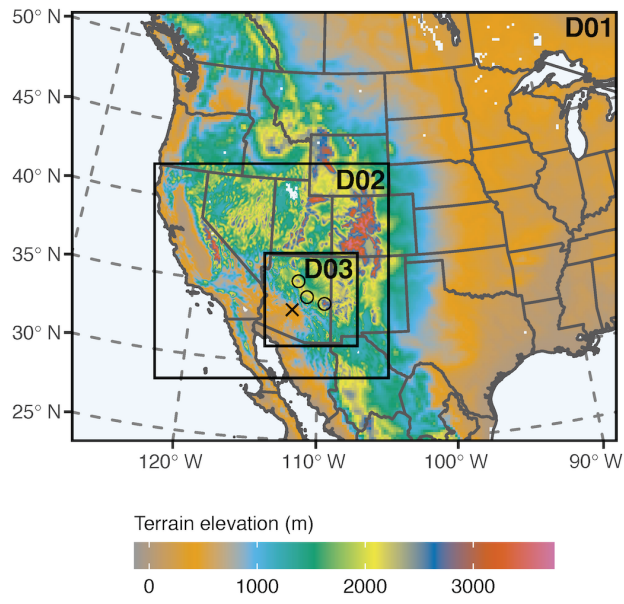 50° N
D01
45° N
40° N
D02
35° N
D03
30° N
25° N
120° W 110° W 100° W 90° W
Terrain elevation (m)
0 1000 2000 3000